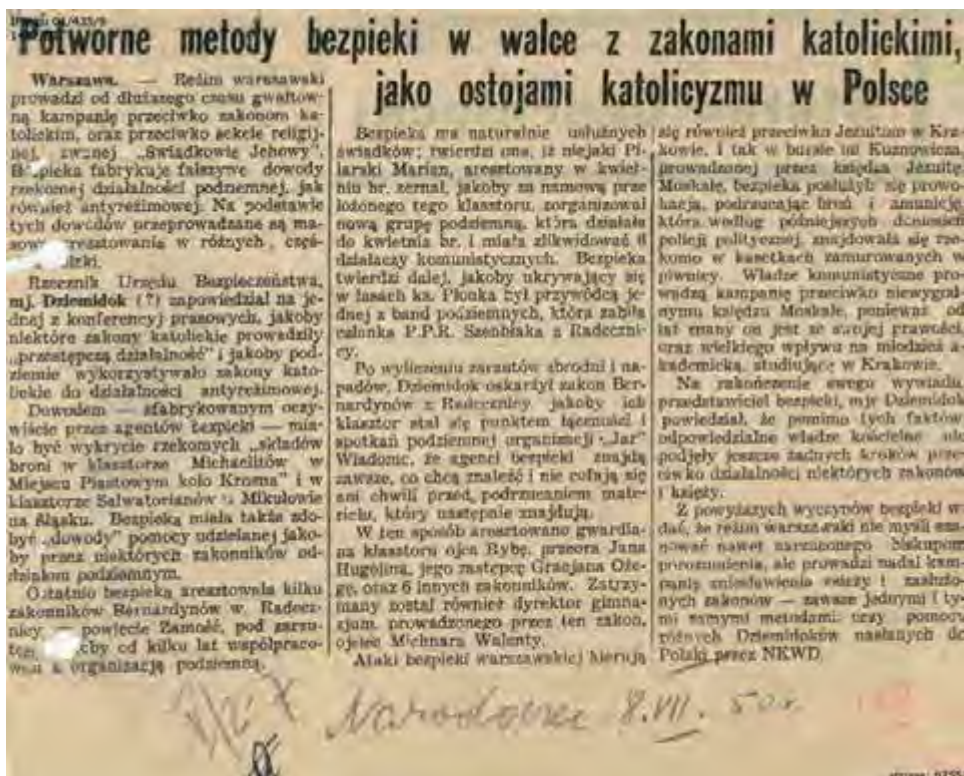 Potworne metody bezpieki w walce z zakonami katolickimi,
jako ostojami katolicyzmu w Polsce
Warszawa. — Reżim warszawski
prowadzi od dłuższego czasu gwałtow-
ną kampanię przeciwko zakonom ka-
tolickim, oraz przeciwko sekcie religij-
nej, zwanej „Świadkowie Jehowy".
Bezpieka fabrykuje fałszywe dowody
rzekomej działalności podziemnej, jak
również antyreżimowej. Na podstawie
tych dowodów przeprowadzane są ma-
sowe aresztowania w różnych częś-
Rzecznik Urzędu Bezpieczeństwa,
mj. Dziemidok (?) zapowiedział na je-
dnej z konferencyj prasowych, jakoby
niektóre zakony katolickie prowadziły
„przestępczą działalność" i jakoby pod-
ziemie wykorzystywało zakony kato-
lickie do działalności antyreżimowej.
Dowodem — sfabrykowanym oczy-
wiście przez agentów bezpieki — mia-
ło być wykrycie rzekomych „składów
broni w klasztorze Michaelitów w
Miejscu Piastowym koło Krosna" i w
klasztorze Salwatorianów w Mikołowie
na Śląsku. Bezpieka miała także zdo-
być „dowody" pomocy udzielanej jako-
by przez niektórych zakonników od-
działom podziemnym.
Ostatnio bezpieka aresztowała kilku
zakonników Bernardynów w Radecz-
nicy, — powiecie Zamość, pod zarzu-
tem, od kilku lat współpraco-
wali z organizacją podziemną.
Bezpieka ma naturalnie usłużnych
świadków; twierdzi ona, iż niejaki Pi-
larski Marian, aresztowany w kwiet-
niu br. zeznał, jakoby za namową prze
łożonego tego klasztoru, zorganizował
nową grupę podziemną, która działała
do kwietnia br. i miała zlikwidować 6
działaczy komunistycznych. Bezpieka
twierdzi dalej, jakoby ukrywający się
w lasach ks. Płonka był przywódcą je-
dnej z band podziemnych, która zabiła
członka P.P.R. Szenbiaka z Radeczni-
cy.
Po wyliczeniu zarzutów zbrodni i na-
padów, Dziemidok oskarżył zakon Ber-
nardynów z Radecznicy, jakoby ich
klasztor stał się punktem łączności i
spotkań podziemnej organizacji „Jar"
Wiadomo, że agenci bezpieki znajdą
zawsze, co chcą znaleść i nie cofają się
ani chwili przed podrzucaniem mate-
riału, który następnie znajdują.
W ten sposób aresztowano gwardia-
na klasztoru ojca Rybę, przeora Jana
Hugolina, jego zastępcę Gracjana Oże-
gę, oraz 6 innych zakonników. Zatrzy-
many został również dyrektor gimna-
zjum, prowadzonego przez ten zakon,
ojciec Michnara Walenty.
Ataki bezpieki warszawskiej kierują
się również przeciwko Jezuitom w Kra-
kowie, i tak w bursie im Kuznowicza,
prowadzonej przez księdza Jezuitę,
Moskałę, bezpieka posłużyła się prowo-
kacją, podrzucając broń i amunicję,
która według późniejszych doniesień
policji politycznej, znajdowała się rze-
komo w kasetkach zamurowanych w
piwnicy. Władze komunistyczne pro-
wadzą kampanię przeciwko niewygod-
nemu księdzu Moskale, ponieważ od
lat znany on jest ze swojej prawości,
oraz wielkiego wpływu na młodzież a-
kademicką, studiującą w Krakowie.
Na zakończenie swego wywiadu,
przedstawiciel bezpieki, mjr Dziemidok
powiedział, że pomimo tych faktów
odpowiedzialne władze kościelne nie
podjęły jeszcze żadnych kroków prze-
ciwko działalności niektórych zakonów
i księży.
Z powyższych wyczynów bezpieki wi-
dać, że reżim warszawski nie myśli sza-
nować nawet narzuconego biskupom
porozumienia, ale prowadzi nadal kam-
panię zniesławienia księży i zasłużo-
nych zakonów — zawsze jednymi i ty-
mi samymi metodami: przy pomocy
różnych Dziemidoków nasłanych do
Polski przez NKWD.
Narodowiec 8.VII. 50 r.